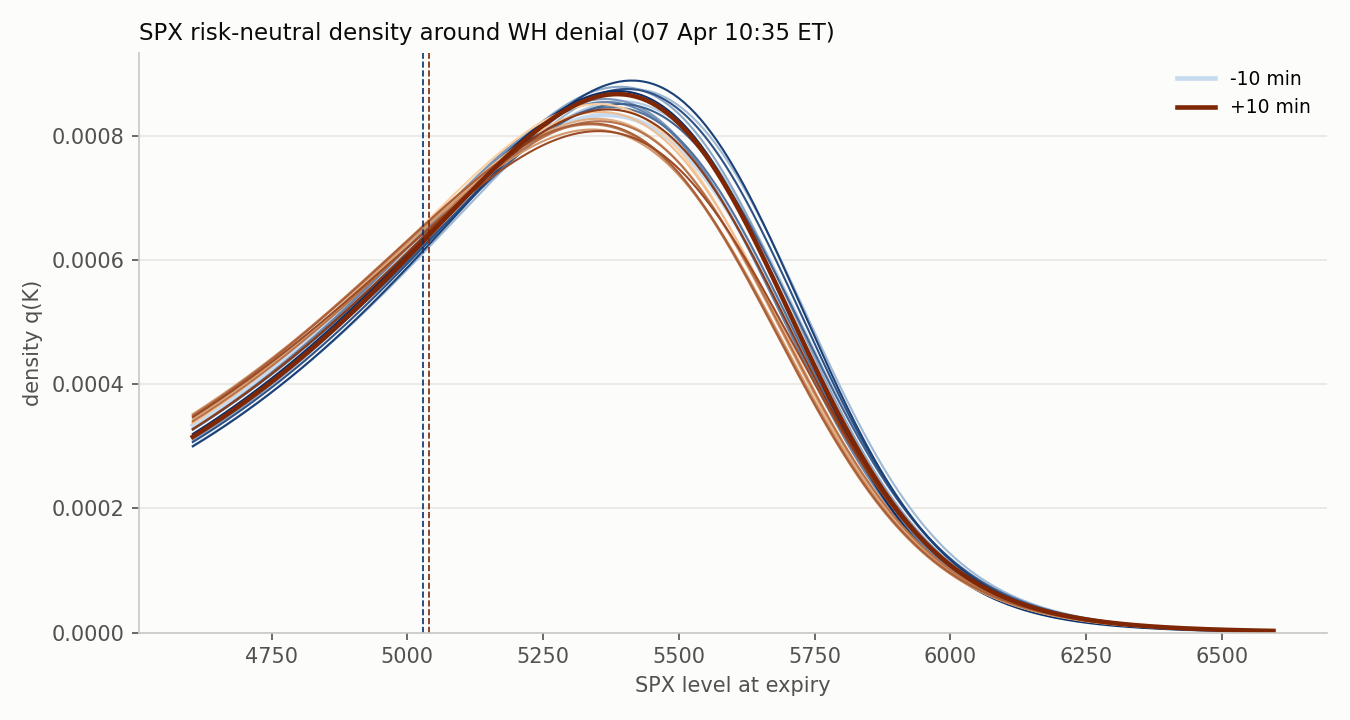 SPX risk-neutral density around WH denial (07 Apr 10:35 ET)
-10 min
+10 min
density q(K)
0.0008
0.0006
0.0004
0.0002
0.0000
4750 5000 5250 5500 5750 6000 6250 6500
SPX level at expiry